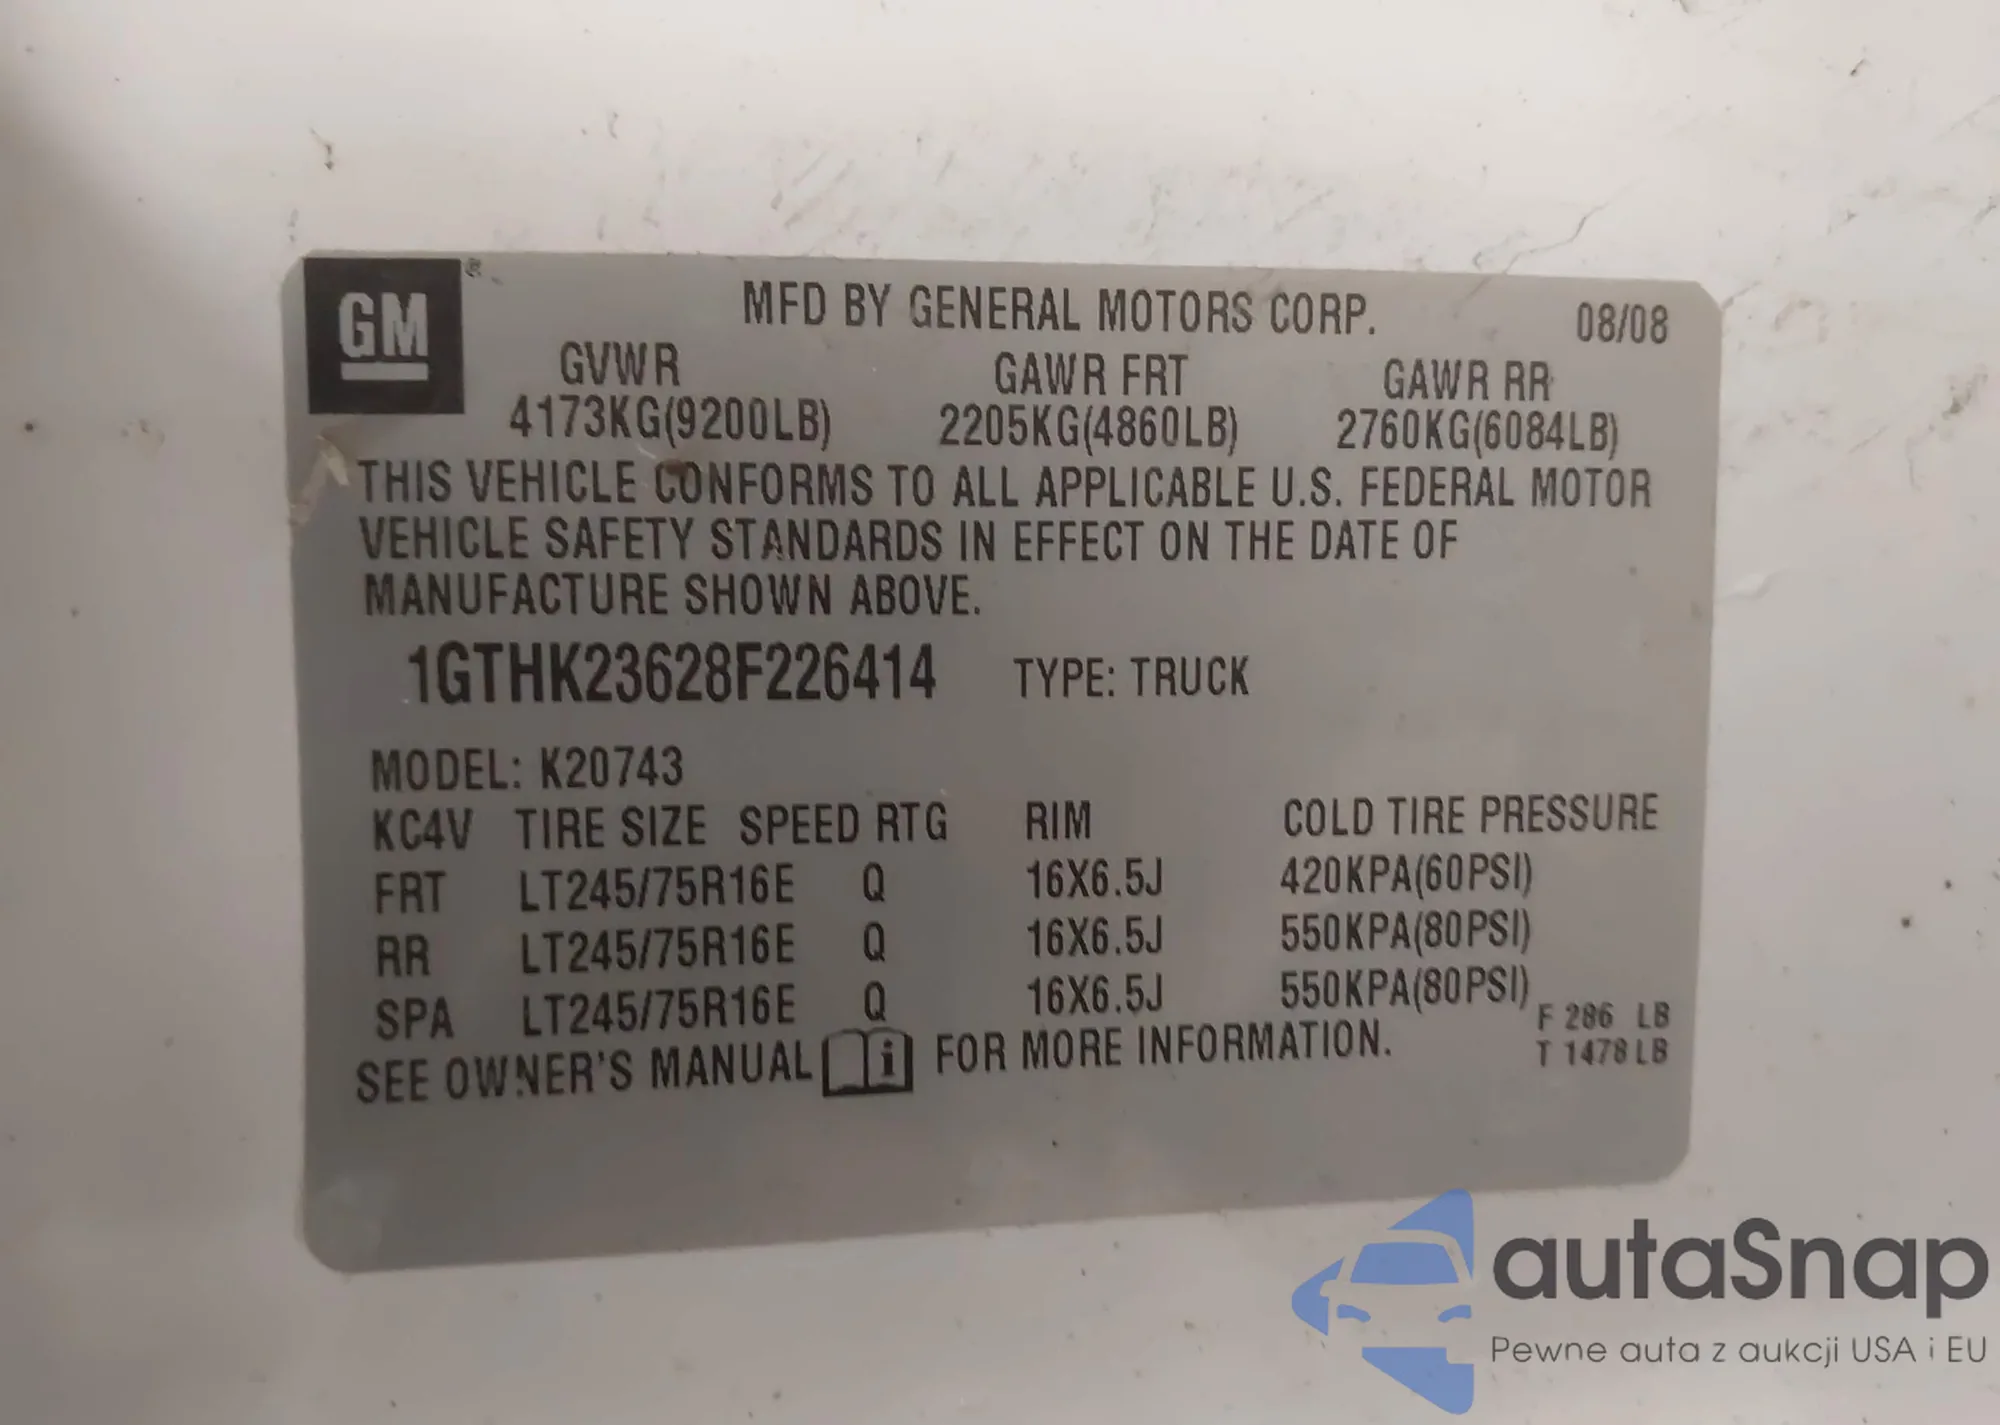 GM ®
MFD BY GENERAL MOTORS CORP. 08/08
GVWR GAWR FRT GAWR RR
4173KG(9200LB) 2205KG(4860LB) 2760KG(6084LB)
THIS VEHICLE CONFORMS TO ALL APPLICABLE U.S. FEDERAL MOTOR
VEHICLE SAFETY STANDARDS IN EFFECT ON THE DATE OF
MANUFACTURE SHOWN ABOVE.
1GTHK23628F226414 TYPE: TRUCK
MODEL: K20743
KC4V TIRE SIZE SPEED RTG RIM COLD TIRE PRESSURE
FRT LT245/75R16E Q 16X6.5J 420KPA(60PSI)
RR LT245/75R16E Q 16X6.5J 550KPA(80PSI)
SPA LT245/75R16E Q 16X6.5J 550KPA(80PSI)
F 286 LB
T 1478 LB
SEE OWNER'S MANUAL i FOR MORE INFORMATION.
autaSnap
Pewne auta z aukcji USA i EU